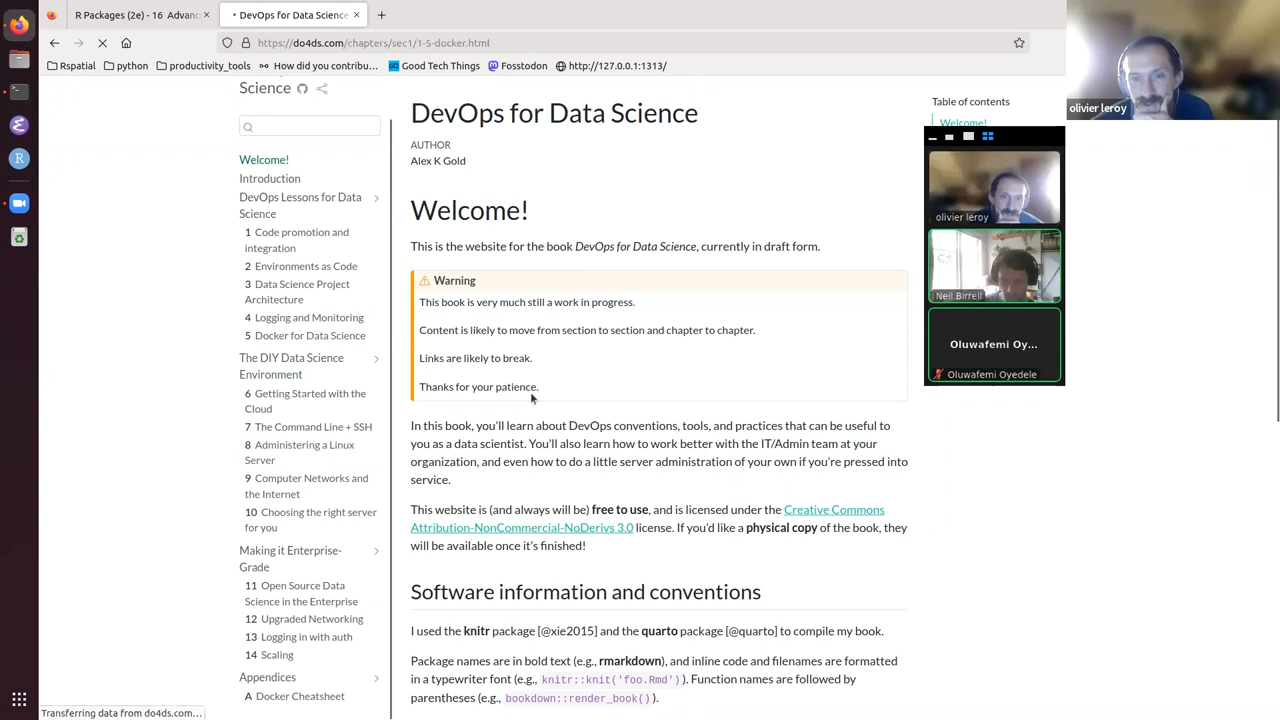 R Packages (2e) - 16 Advanc
DevOps for Data Science
https://do4ds.com/chapters/sec1/1-5-docker.html
Rspatial
python
productivity_tools
How did you contribu...
Good Tech Things
Fosstodon
http://127.0.0.1:1313/
Science
Welcome!
Introduction
DevOps Lessons for Data
Science
1 Code promotion and
integration
2 Environments as Code
3 Data Science Project
Architecture
4 Logging and Monitoring
5 Docker for Data Science
The DIY Data Science
Environment
6 Getting Started with the
Cloud
7 The Command Line + SSH
8 Administering a Linux
Server
9 Computer Networks and
the Internet
10 Choosing the right server
for you
Making it Enterprise-
Grade
11 Open Source Data
Science in the Enterprise
12 Upgraded Networking
13 Logging in with auth
14 Scaling
Appendices
A Docker Cheatsheet
Transferring data from do4ds.com...
DevOps for Data Science
AUTHOR
Alex K Gold
Welcome!
This is the website for the book DevOps for Data Science, currently in draft form.
Warning
This book is very much still a work in progress.
Content is likely to move from section to section and chapter to chapter.
Links are likely to break.
Thanks for your patience.
In this book, you'll learn about DevOps conventions, tools, and practices that can be useful to
you as a data scientist. You'll also learn how to work better with the IT/Admin team at your
organization, and even how to do a little server administration of your own if you're pressed into
service.
This website is (and always will be) free to use, and is licensed under the Creative Commons
Attribution-NonCommercial-NoDerivs 3.0 license. If you'd like a physical copy of the book, they
will be available once it's finished!
Software information and conventions
I used the knitr package [@xie2015] and the quarto package [@quarto] to compile my book.
Package names are in bold text (e.g., rmarkdown), and inline code and filenames are formatted
in a typewriter font (e.g., knitr::knit('foo.Rmd')). Function names are followed by
parentheses (e.g., bookdown::render_book()).
Table of contents
Welcome!
olivier leroy
olivier leroy
Neil Birrell
Oluwafemi Oy...
Oluwafemi Oyedele